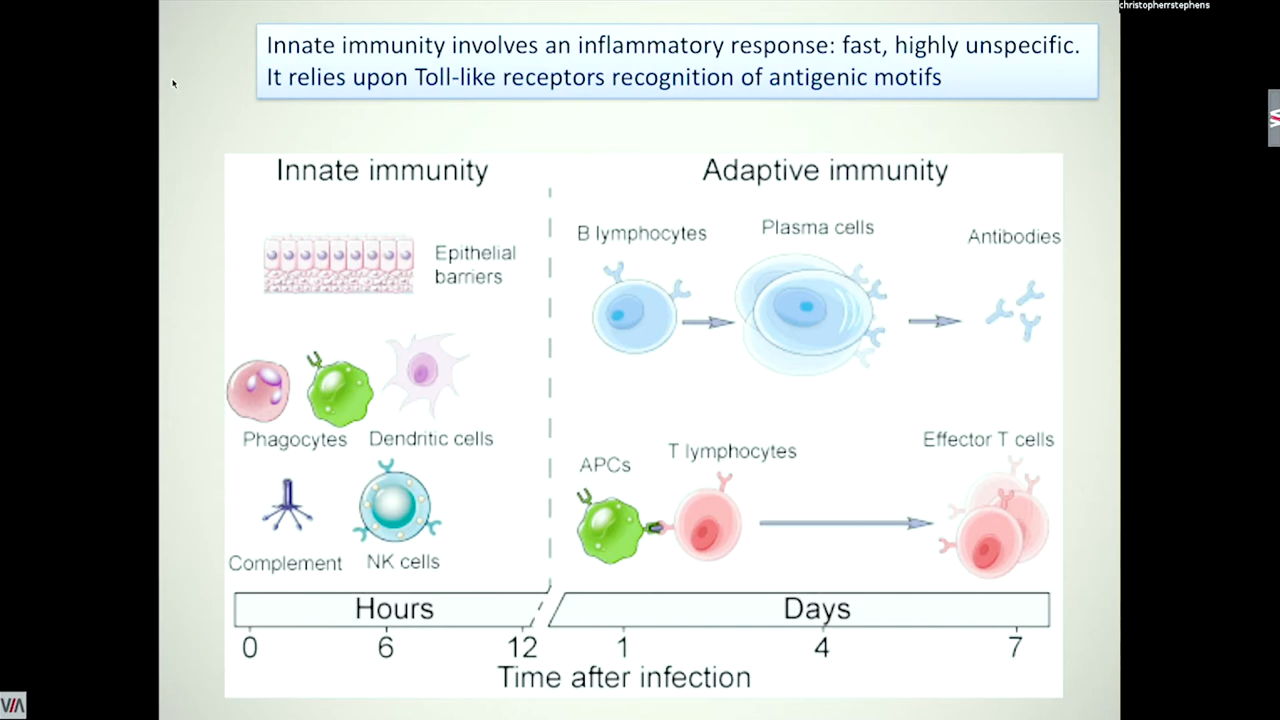 christopherrstephens
Innate immunity involves an inflammatory response: fast, highly unspecific.
It relies upon Toll-like receptors recognition of antigenic motifs
Innate immunity
Adaptive immunity
Epithelial
barriers
B lymphocytes
Plasma cells
Antibodies
Phagocytes
Dendritic cells
Complement
NK cells
APCs
T lymphocytes
Effector T cells
Hours
Days
0
6
12
1
4
7
Time after infection
VIA